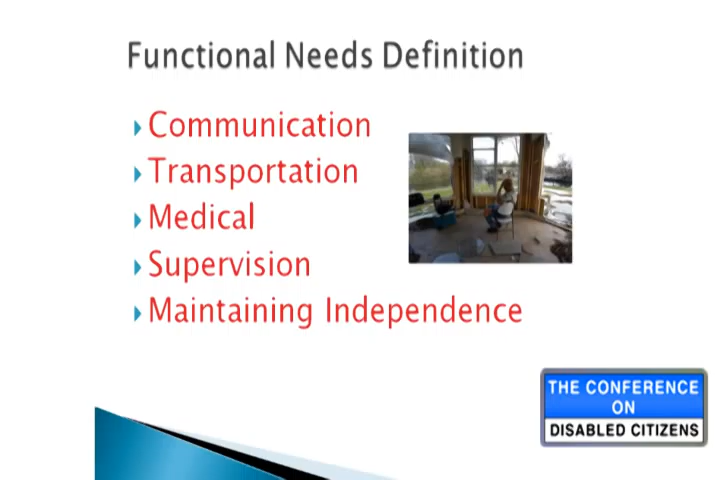 Functional Needs Definition
Communication
Transportation
Medical
Supervision
Maintaining Independence
THE CONFERENCE
ON
DISABLED CITIZENS